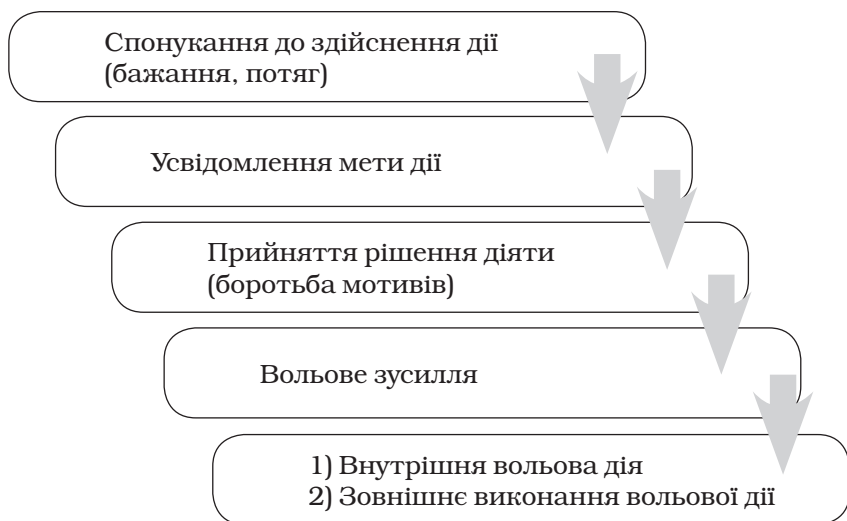 Спонукання до здійснення дії
(бажання, потяг)
Усвідомлення мети дії
Прийняття рішення діяти
(боротьба мотивів)
Вольове зусилля
1) Внутрішня вольова дія
2) Зовнішнє виконання вольової дії